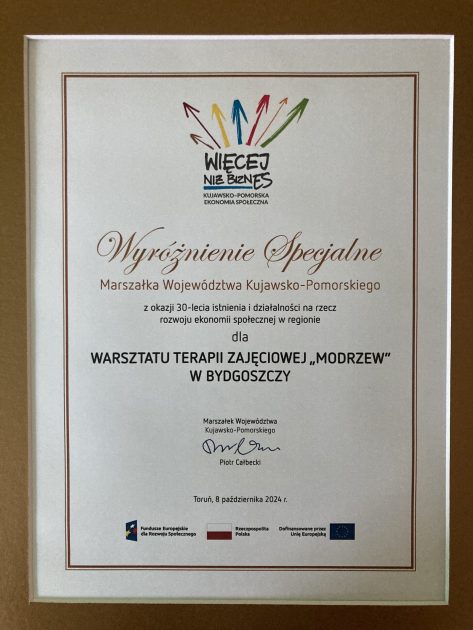 WIĘCEJ
NIŻ BIZNES
KUJAWSKO-POMORSKA
EKONOMIA SPOŁECZNA
Wyróżnienie Specjalne
Marszałka Województwa Kujawsko-Pomorskiego
z okazji 30-lecia istnienia i działalności na rzecz
rozwoju ekonomii społecznej w regionie
dla
WARSZTATU TERAPII ZAJĘCIOWEJ „MODRZEW”
W BYDGOSZCZY
Marszałek Województwa
Kujawsko-Pomorskiego
Piotr Całbecki
Toruń, 8 października 2024 r.
Fundusze Europejskie
dla Rozwoju Społecznego
Rzeczpospolita
Polska
Dofinansowane przez
Unię Europejską